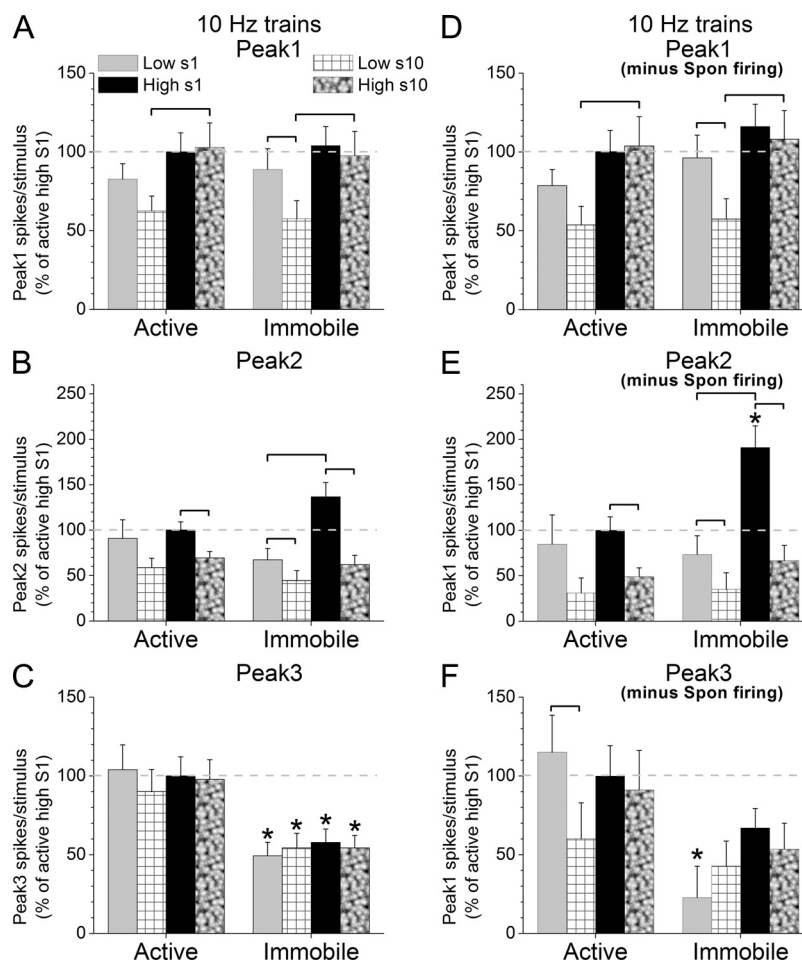 A
10 Hz trains
Peak1
Low s1
High s1
Low s10
High s10
Peak1 spikes/stimulus
(% of active high S1)
150
100
50
0
Active
Immobile
D
10 Hz trains
Peak1
(minus Spon firing)
Peak1 spikes/stimulus
(% of active high S1)
150
100
50
0
Active
Immobile
B
Peak2
Peak2 spikes/stimulus
(% of active high S1)
250
200
150
100
50
0
Active
Immobile
E
Peak2
(minus Spon firing)
Peak1 spikes/stimulus
(% of active high S1)
250
200
150
100
50
0
*
Active
Immobile
C
Peak3
Peak3 spikes/stimulus
(% of active high S1)
150
100
50
0
* * * *
Active
Immobile
F
Peak3
(minus Spon firing)
Peak1 spikes/stimulus
(% of active high S1)
150
100
50
0
*
Active
Immobile